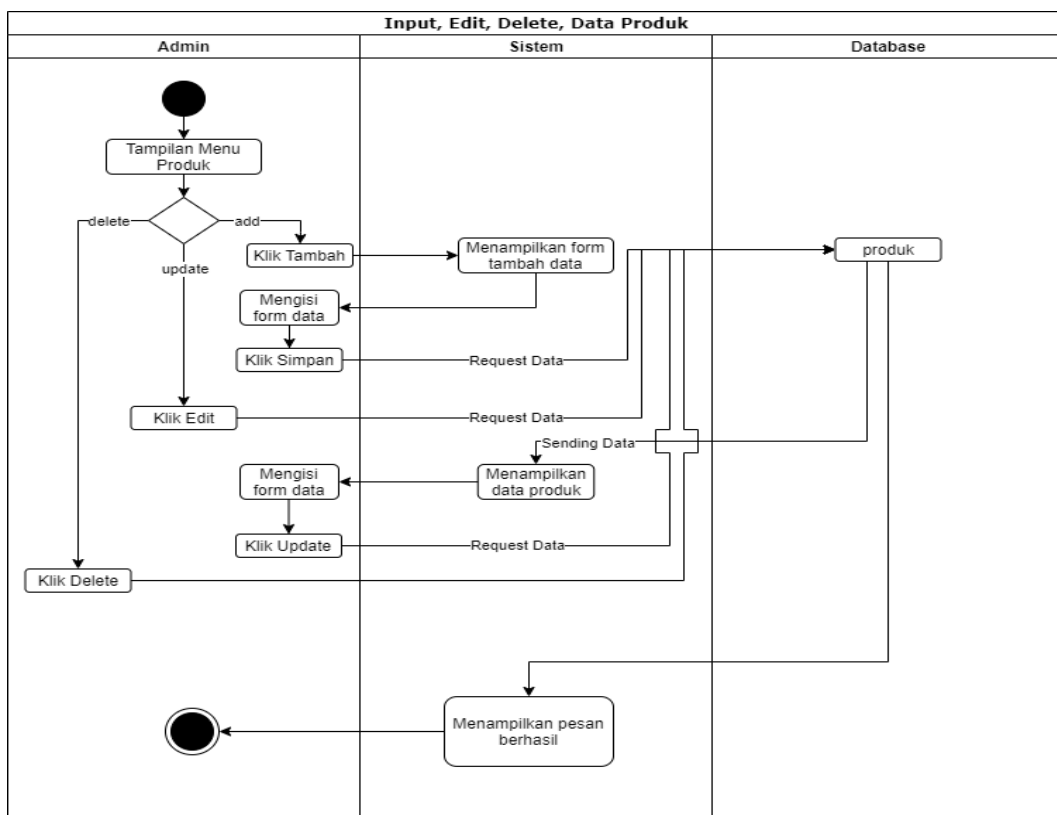 Input, Edit, Delete, Data Produk
Admin
Sistem
Database
Tampilan Menu
Produk
delete
add
update
Klik Tambah
Menampilkan form
tambah data
produk
Mengisi
form data
Klik Simpan
Request Data
Klik Edit
Request Data
Sending Data
Mengisi
form data
Menampilkan
data produk
Klik Update
Request Data
Klik Delete
Menampilkan pesan
berhasil